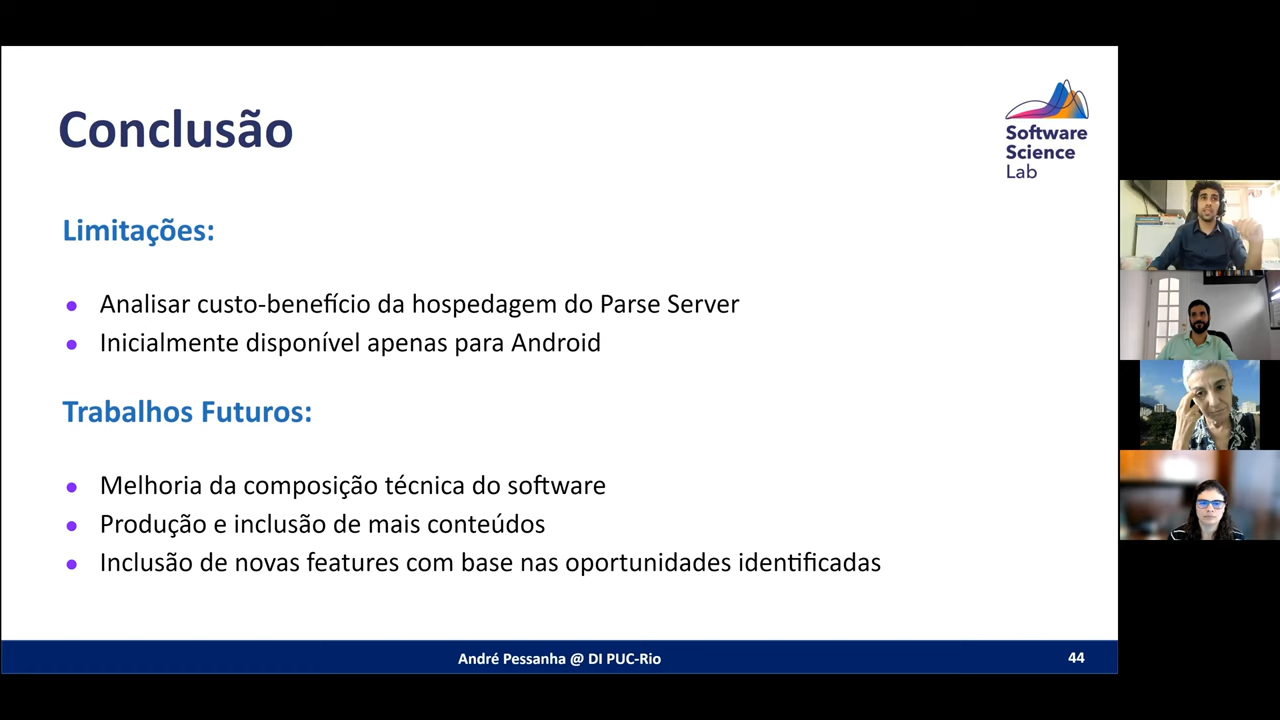 Conclusão
Software
Science
Lab
Limitações:
● Analisar custo-benefício da hospedagem do Parse Server
● Inicialmente disponível apenas para Android
Trabalhos Futuros:
● Melhoria da composição técnica do software
● Produção e inclusão de mais conteúdos
● Inclusão de novas features com base nas oportunidades identificadas
André Pessanha @ DI PUC-Rio
44